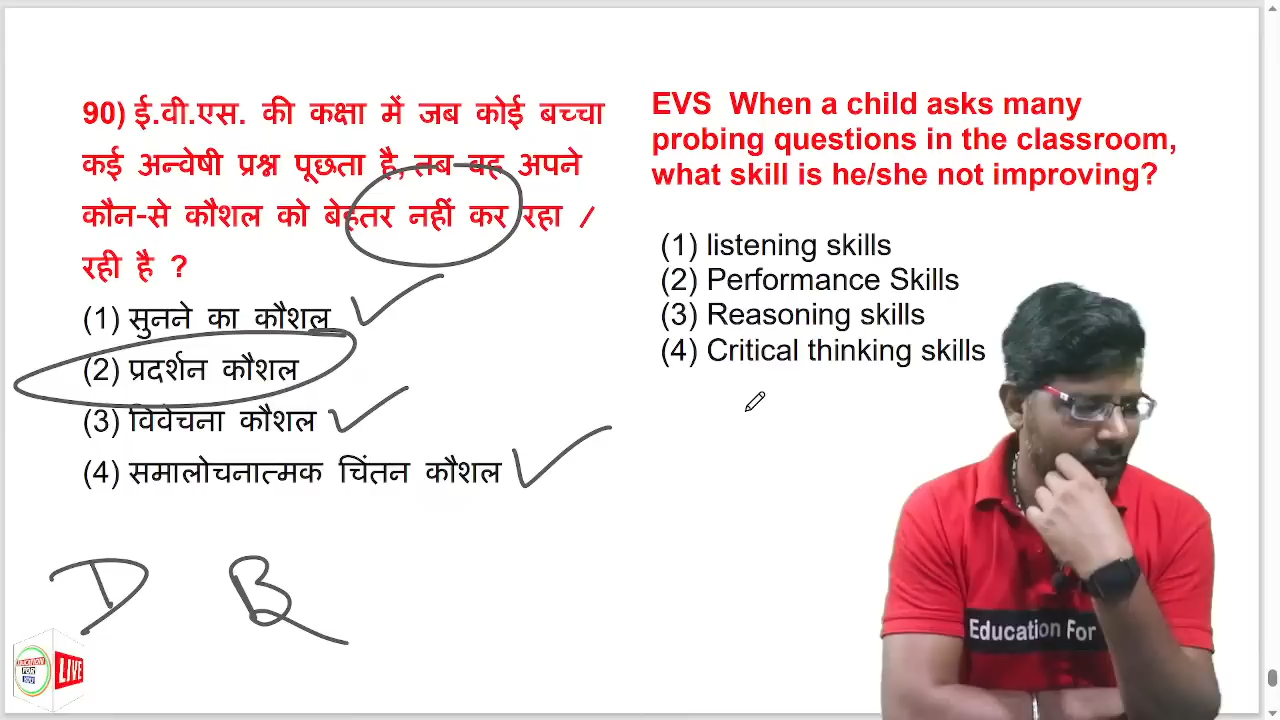 90) ई.वी.एस. की कक्षा में जब कोई बच्चा
कई अन्वेषी प्रश्न पूछता है, तब वह अपने
कौन-से कौशल को बेहतर नहीं कर रहा /
रही है ?
(1) सुनने का कौशल
(2) प्रदर्शन कौशल
(3) विवेचना कौशल
(4) समालोचनात्मक चिंतन कौशल
D B
EVS When a child asks many
probing questions in the classroom,
what skill is he/she not improving?
(1) listening skills
(2) Performance Skills
(3) Reasoning skills
(4) Critical thinking skills
Education For
LIVE